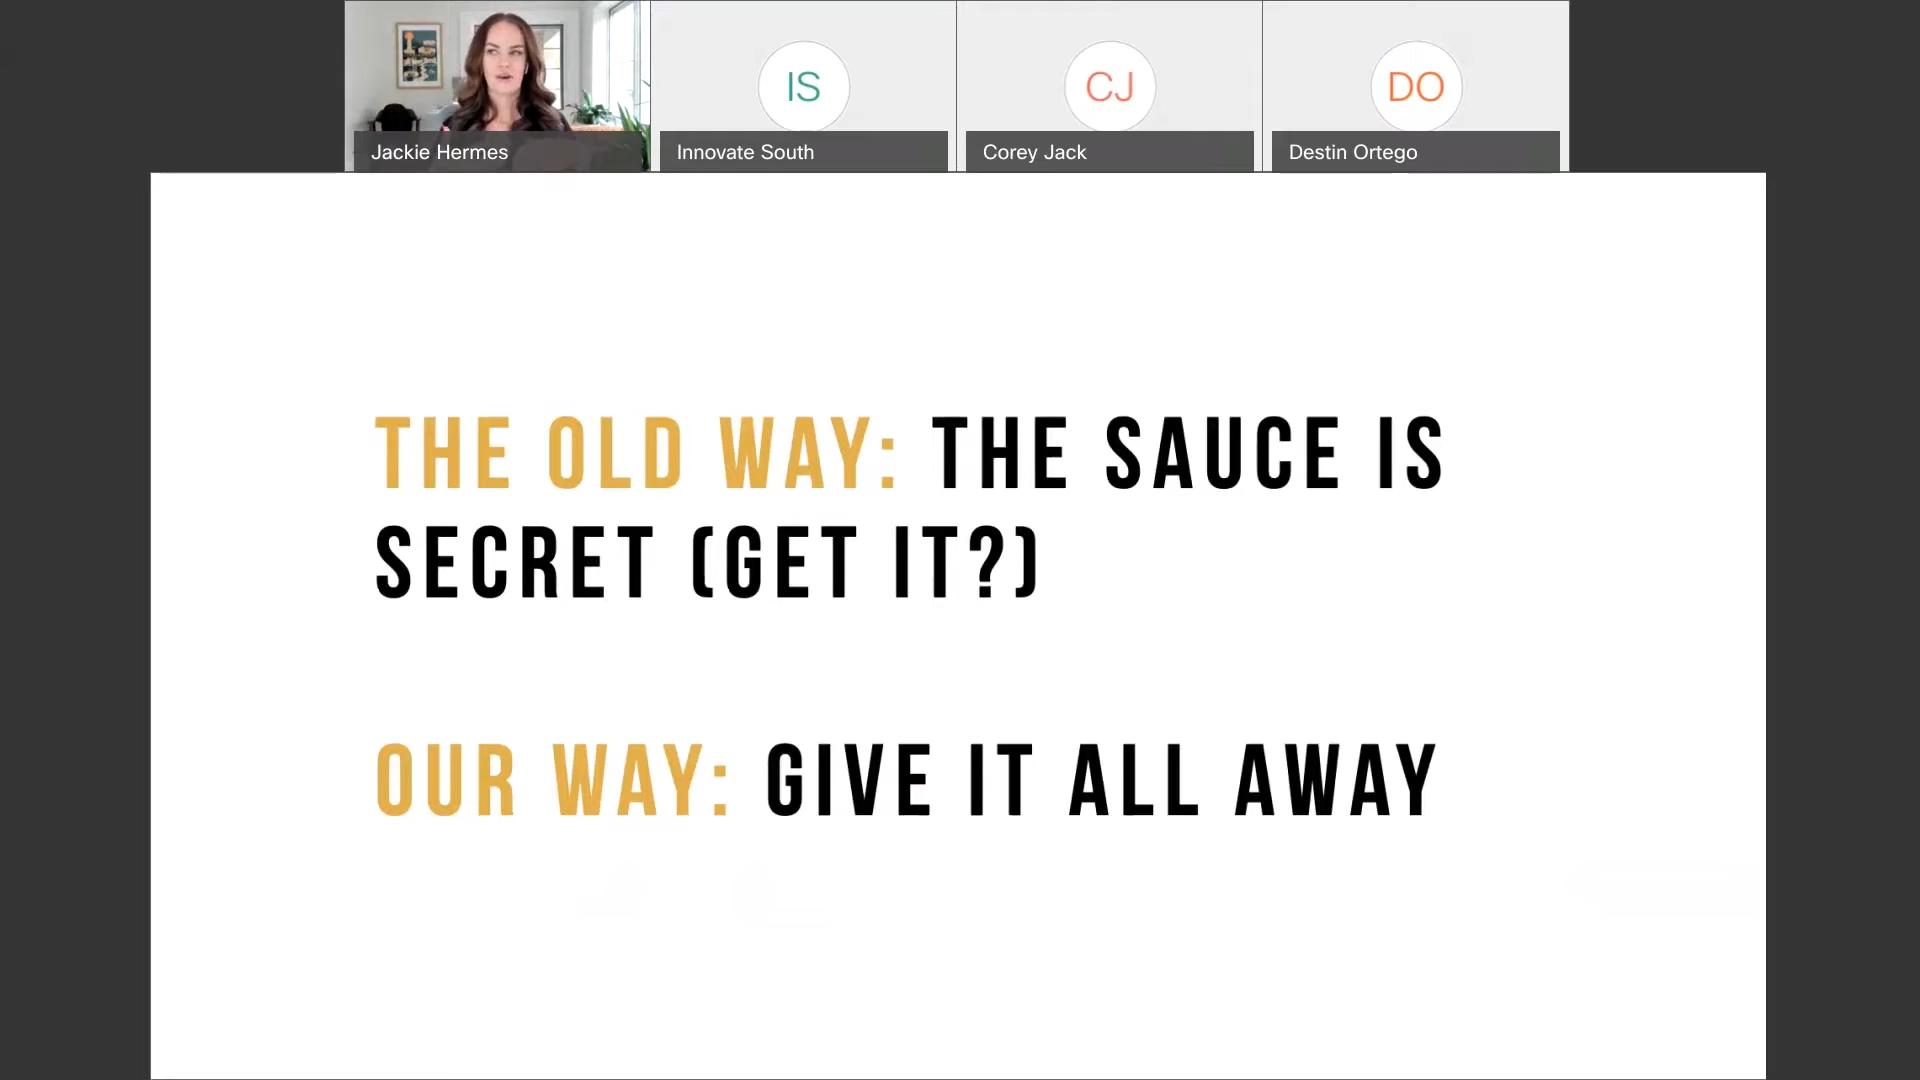 IS
CJ
DO
Jackie Hermes
Innovate South
Corey Jack
Destin Ortego
THE OLD WAY: THE SAUCE IS
SECRET (GET IT?)
OUR WAY: GIVE IT ALL AWAY